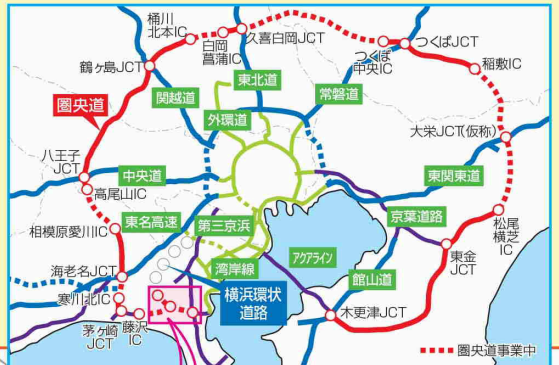 桶川
北本IC
白岡
菖蒲IC
久喜白岡JCT
つくば
中央IC
つくばJCT
稲敷IC
鶴ヶ島JCT
関越道
東北道
外環道
常磐道
圏央道
大栄JCT(仮称)
八王子
JCT
中央道
高尾山IC
東関東道
東名高速
第三京浜
京葉道路
松尾
横芝IC
相模原愛川IC
アクアライン
東金
JCT
海老名JCT
湾岸線
館山道
横浜環状
道路
寒川北IC
木更津JCT
茅ヶ崎
JCT
藤沢
IC
圏央道事業中